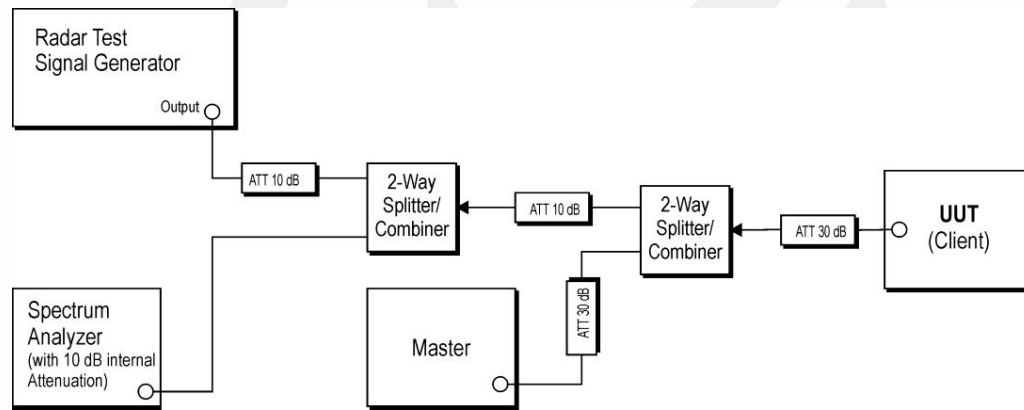 Radar Test
Signal Generator
Output
ATT 10 dB
2-Way
Splitter/
Combiner
ATT 10 dB
2-Way
Splitter/
Combiner
ATT 30 dB
UUT
(Client)
Spectrum
Analyzer
(with 10 dB internal
Attenuation)
Master
ATT 30 dB